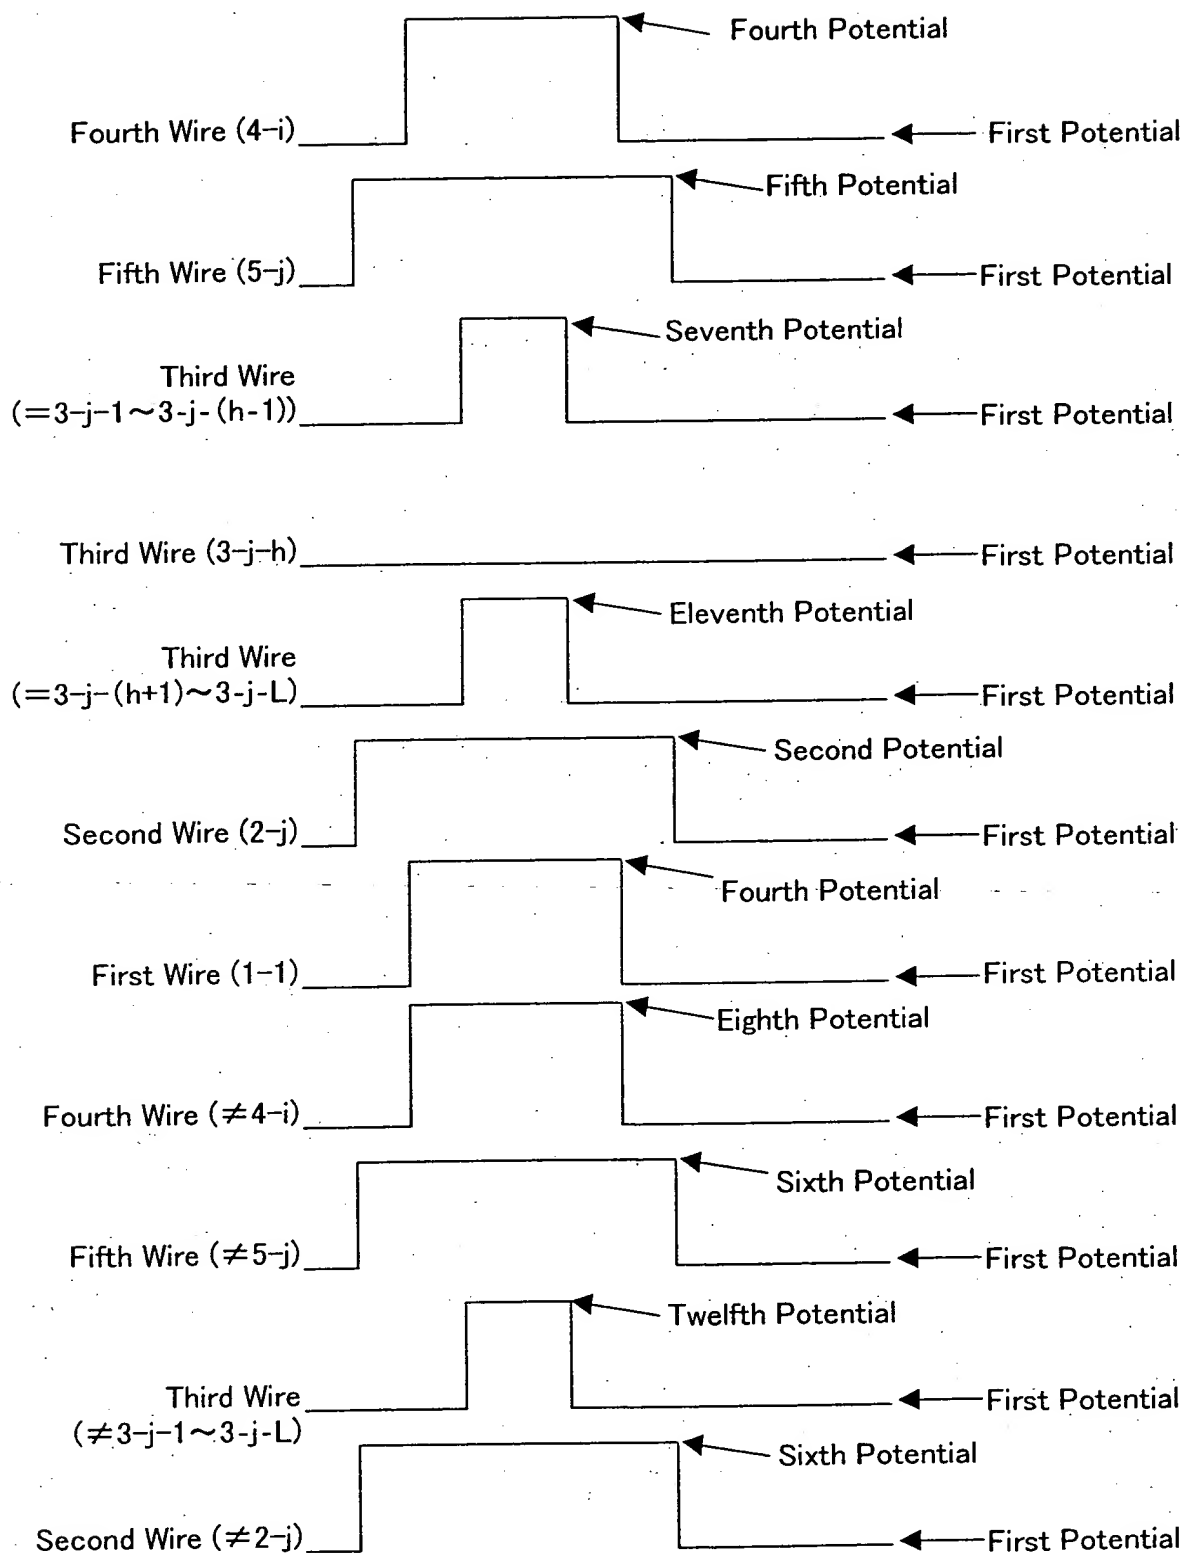 Fourth Potential
Fourth Wire (4-i)
First Potential
Fifth Potential
Fifth Wire (5-j)
First Potential
Seventh Potential
Third Wire
(=3-j-1~3-j-(h-1))
First Potential
Third Wire (3-j-h)
First Potential
Eleventh Potential
Third Wire
(=3-j-(h+1)~3-j-L)
First Potential
Second Potential
Second Wire (2-j)
First Potential
Fourth Potential
First Wire (1-1)
First Potential
Eighth Potential
Fourth Wire (≠4-i)
First Potential
Sixth Potential
Fifth Wire (≠5-j)
First Potential
Twelfth Potential
Third Wire
(≠3-j-1~3-j-L)
First Potential
Sixth Potential
Second Wire (≠2-j)
First Potential